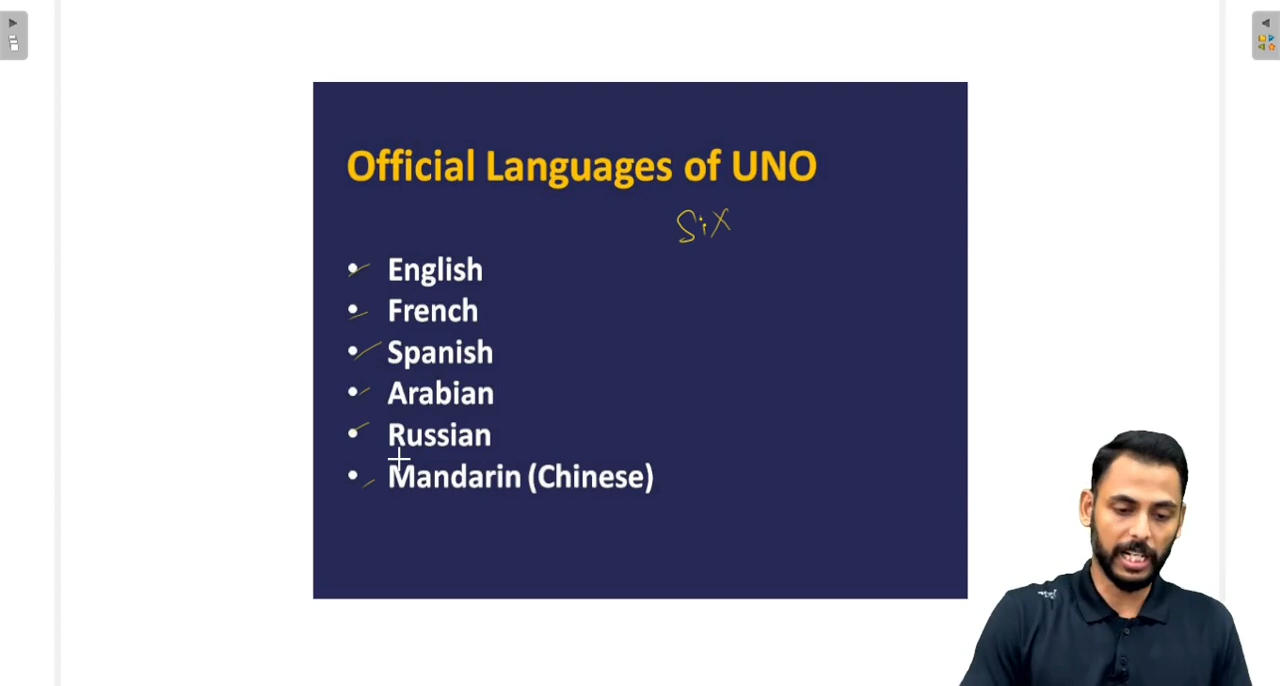 Official Languages of UNO
Six
• English
• French
• Spanish
• Arabian
• Russian
• Mandarin (Chinese)